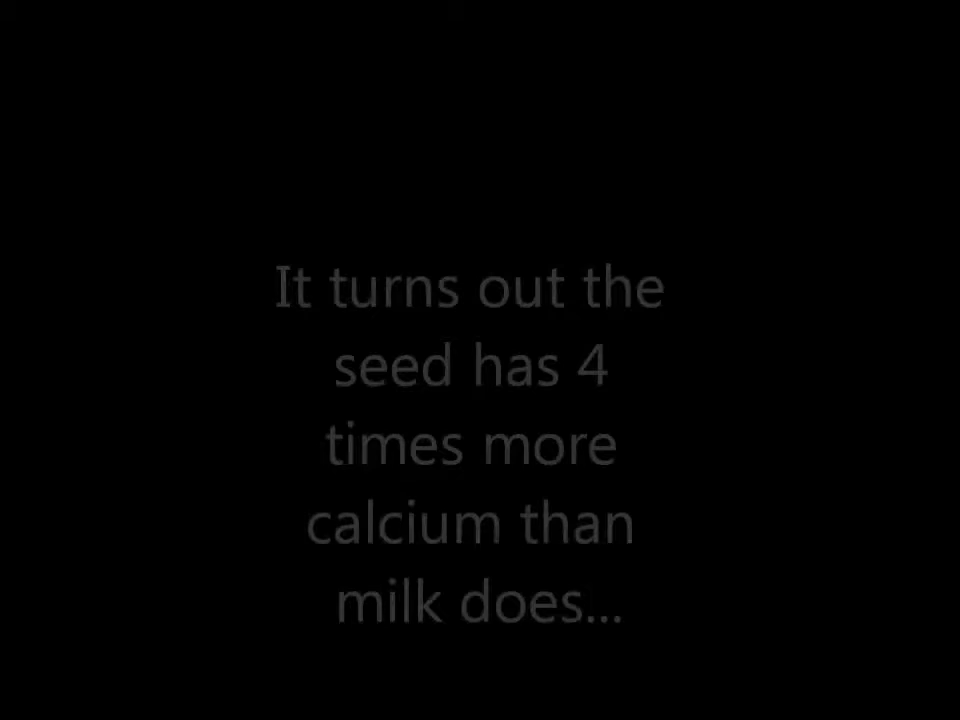 It turns out the
seed has 4
times more
calcium than
milk does...